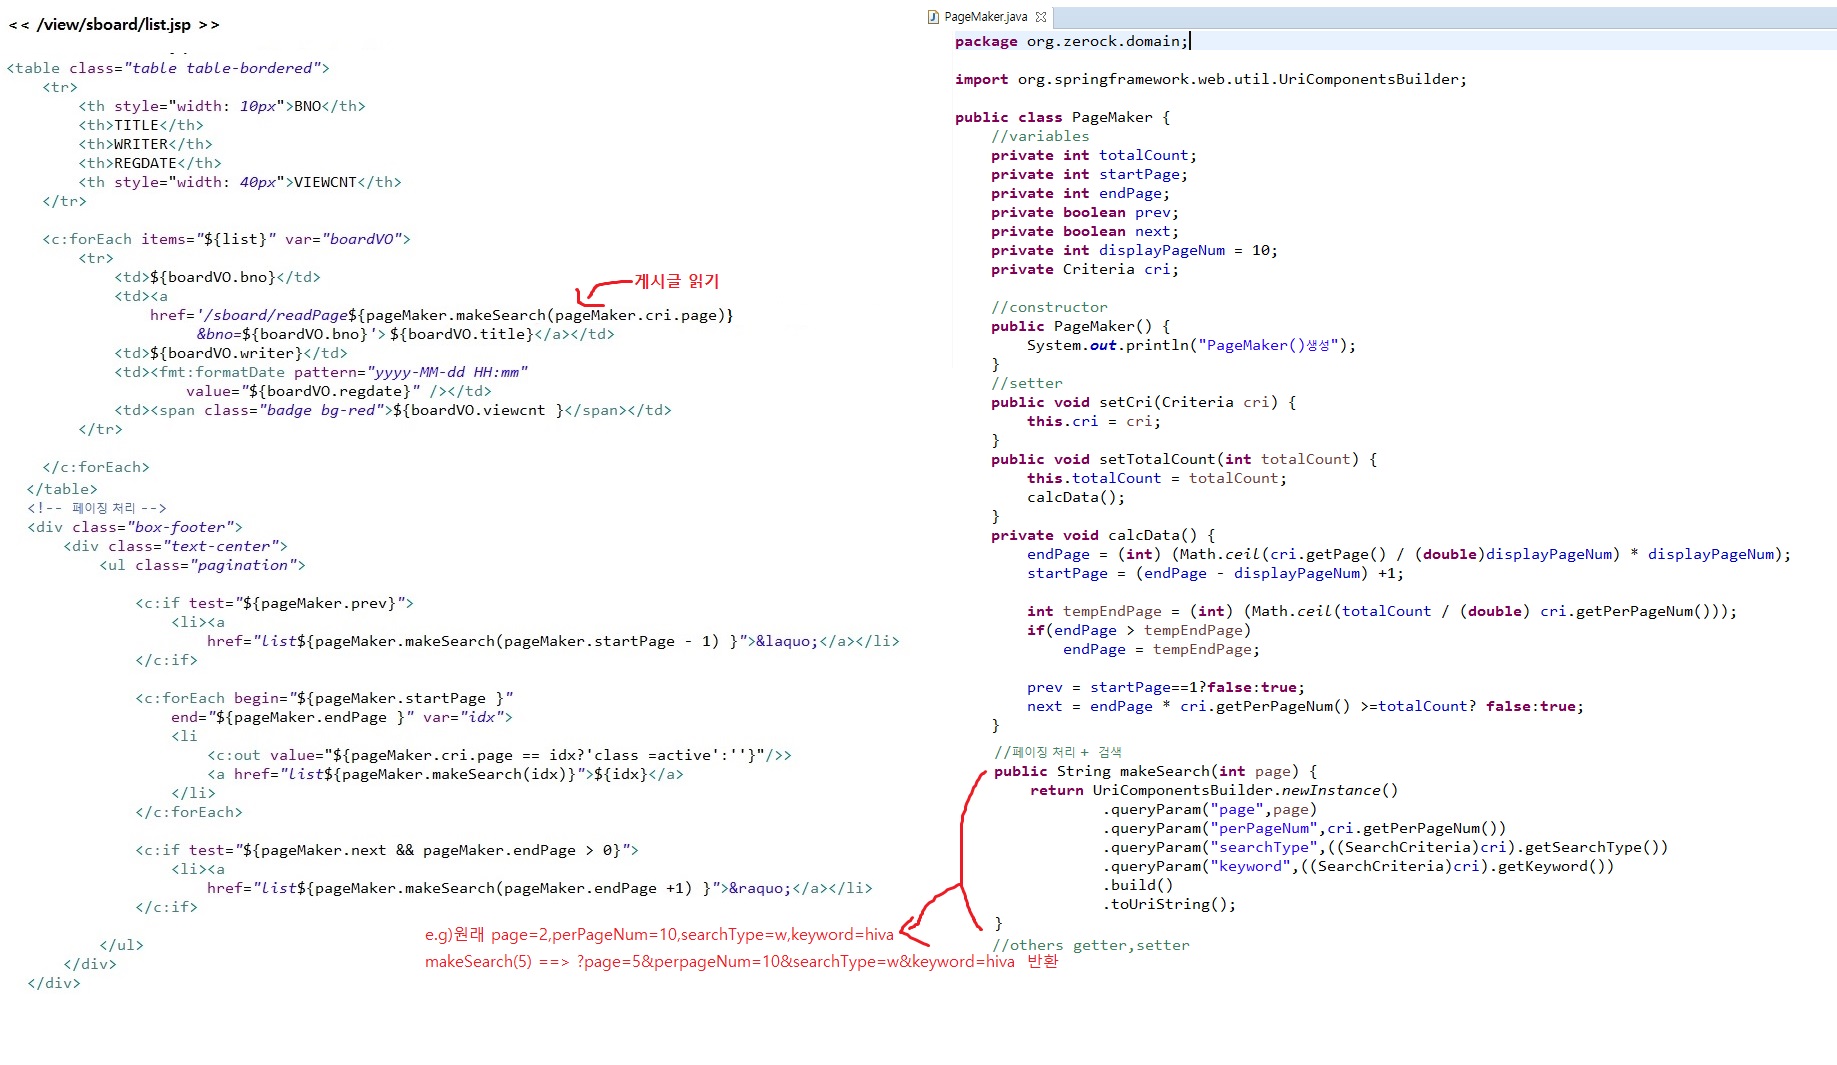 << /view/sboard/list.jsp >>
<table class="table table-bordered">
<tr>
<th style="width: 10px">BNO</th>
<th>TITLE</th>
<th>WRITER</th>
<th>REGDATE</th>
<th style="width: 40px">VIEWCNT</th>
</tr>
<c:forEach items="${list}" var="boardVO">
<tr>
<td>${boardVO.bno}</td>
<td><a
게시글 읽기
href='/sboard/readPage${pageMaker.makeSearch(pageMaker.cri.page)}
&bno=${boardVO.bno}'>${boardVO.title}</a></td>
<td>${boardVO.writer}</td>
<td><fmt:formatDate pattern="yyyy-MM-dd HH:mm"
value="${boardVO.regdate}" /></td>
<td><span class="badge bg-red">${boardVO.viewcnt }</span></td>
</tr>
</c:forEach>
</table>
<!-- 페이징 처리 -->
<div class="box-footer">
<div class="text-center">
<ul class="pagination">
<c:if test="${pageMaker.prev}">
<li><a
href="list${pageMaker.makeSearch(pageMaker.startPage - 1) }">&laquo;</a></li>
</c:if>
<c:forEach begin="${pageMaker.startPage }"
end="${pageMaker.endPage }" var="idx">
<li
<c:out value="${pageMaker.cri.page == idx?'class =active':''}"/>>
<a href="list${pageMaker.makeSearch(idx)}">${idx}</a>
</li>
</c:forEach>
<c:if test="${pageMaker.next && pageMaker.endPage > 0}">
<li><a
href="list${pageMaker.makeSearch(pageMaker.endPage +1) }">&raquo;</a></li>
</c:if>
</ul>
</div>
</div>
PageMaker.java
package org.zerock.domain;
import org.springframework.web.util.UriComponentsBuilder;
public class PageMaker {
//variables
private int totalCount;
private int startPage;
private int endPage;
private boolean prev;
private boolean next;
private int displayPageNum = 10;
private Criteria cri;
//constructor
public PageMaker() {
System.out.println("PageMaker()생성");
}
//setter
public void setCri(Criteria cri) {
this.cri = cri;
}
public void setTotalCount(int totalCount) {
this.totalCount = totalCount;
calcData();
}
private void calcData() {
endPage = (int) (Math.ceil(cri.getPage() / (double)displayPageNum) * displayPageNum);
startPage = (endPage - displayPageNum) +1;
int tempEndPage = (int) (Math.ceil(totalCount / (double) cri.getPerPageNum()));
if(endPage > tempEndPage)
endPage = tempEndPage;
prev = startPage==1?false:true;
next = endPage * cri.getPerPageNum() >=totalCount? false:true;
}
//페이징 처리 + 검색
public String makeSearch(int page) {
return UriComponentsBuilder.newInstance()
.queryParam("page",page)
.queryParam("perPageNum",cri.getPerPageNum())
.queryParam("searchType",((SearchCriteria)cri).getSearchType())
.queryParam("keyword",((SearchCriteria)cri).getKeyword())
.build()
.toUriString();
}
//others getter,setter
e.g)원래 page=2,perPageNum=10,searchType=w,keyword=hiva
makeSearch(5) ==> ?page=5&perpageNum=10&searchType=w&keyword=hiva 반환